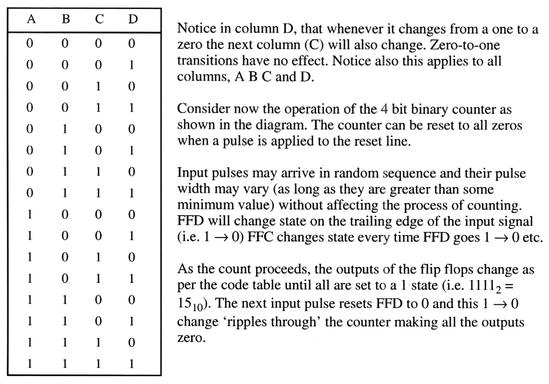 A B C D
0 0 0 0
0 0 0 1
0 0 1 0
0 0 1 1
0 1 0 0
0 1 0 1
0 1 1 0
0 1 1 1
1 0 0 0
1 0 0 1
1 0 1 0
1 0 1 1
1 1 0 0
1 1 0 1
1 1 1 0
1 1 1 1
Notice in column D, that whenever it changes from a one to a
zero the next column (C) will also change. Zero-to-one
transitions have no effect. Notice also this applies to all
columns, A B C and D.
Consider now the operation of the 4 bit binary counter as
shown in the diagram. The counter can be reset to all zeros
when a pulse is applied to the reset line.
Input pulses may arrive in random sequence and their pulse
width may vary (as long as they are greater than some
minimum value) without affecting the process of counting.
FFD will change state on the trailing edge of the input signal
(i.e. 1 → 0) FFC changes state every time FFD goes 1 → 0 etc.
As the count proceeds, the outputs of the flip flops change as
per the code table until all are set to a 1 state (i.e. 1111₂ =
15₁₀). The next input pulse resets FFD to 0 and this 1 → 0
change 'ripples through' the counter making all the outputs
zero.